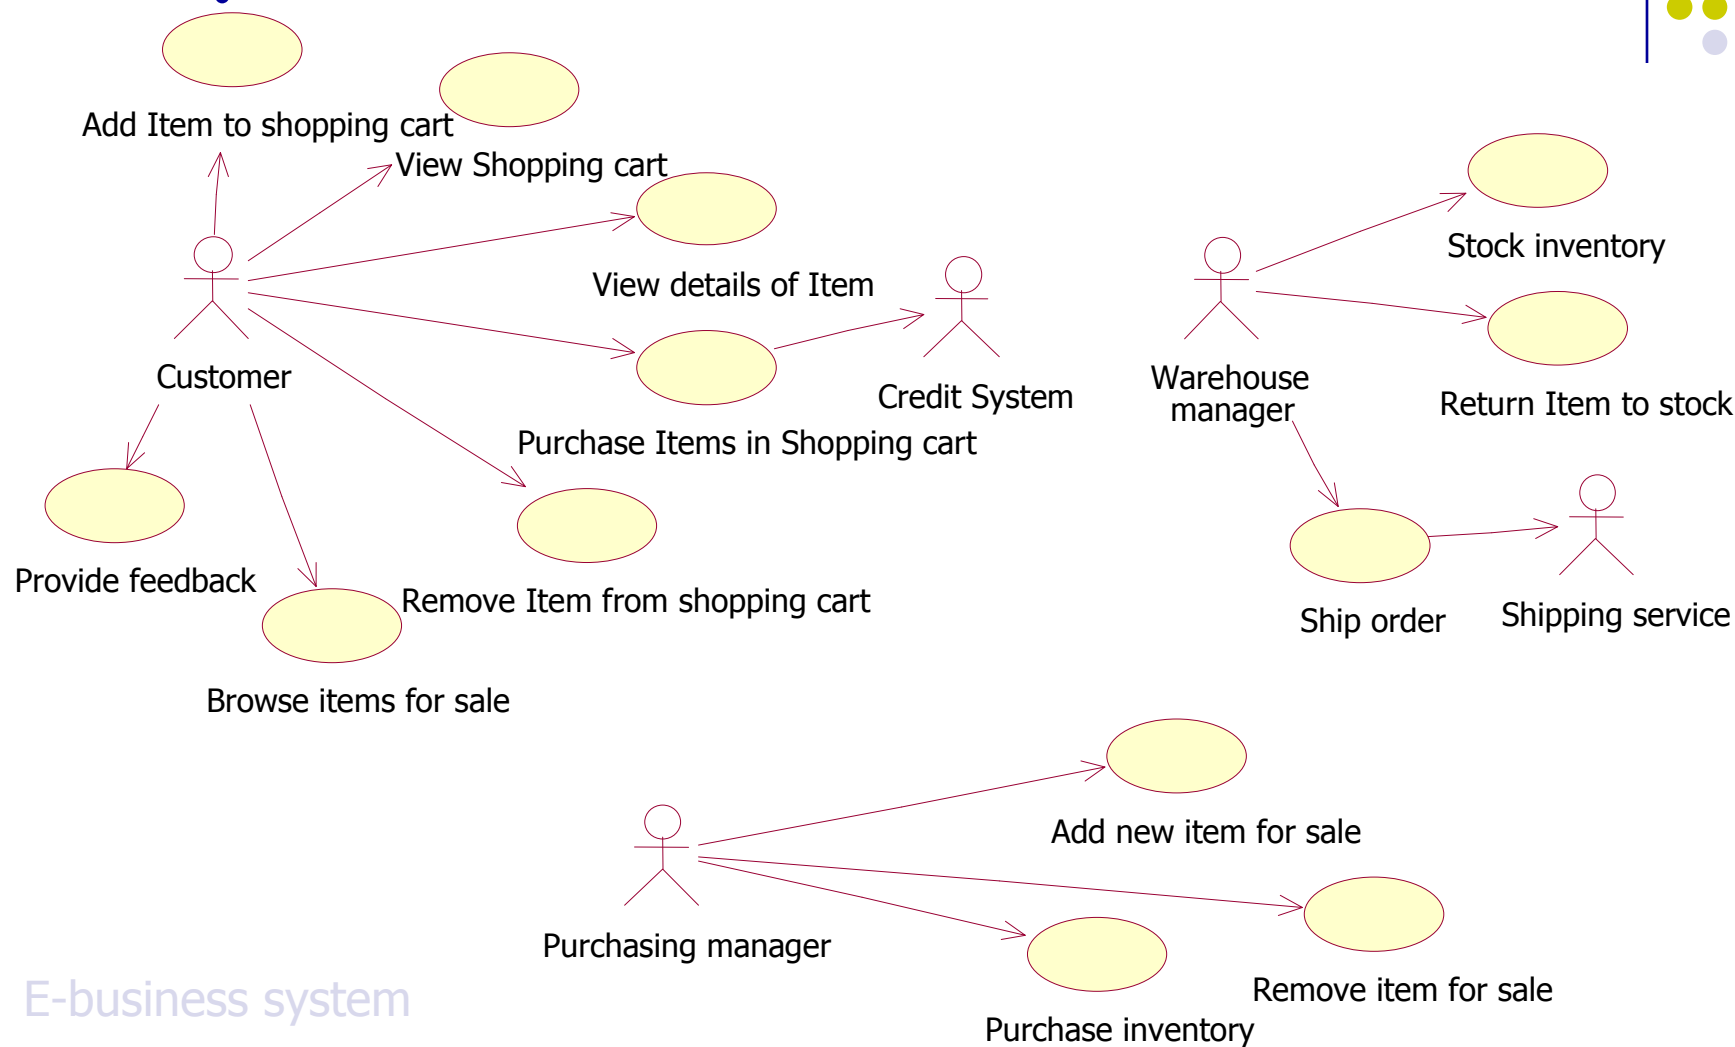 Add Item to shopping cart
View Shopping cart
View details of Item
Customer
Credit System
Purchase Items in Shopping cart
Provide feedback
Remove Item from shopping cart
Browse items for sale
Stock inventory
Warehouse
manager
Return Item to stock
Ship order
Shipping service
Add new item for sale
Purchasing manager
Remove item for sale
Purchase inventory
E-business system